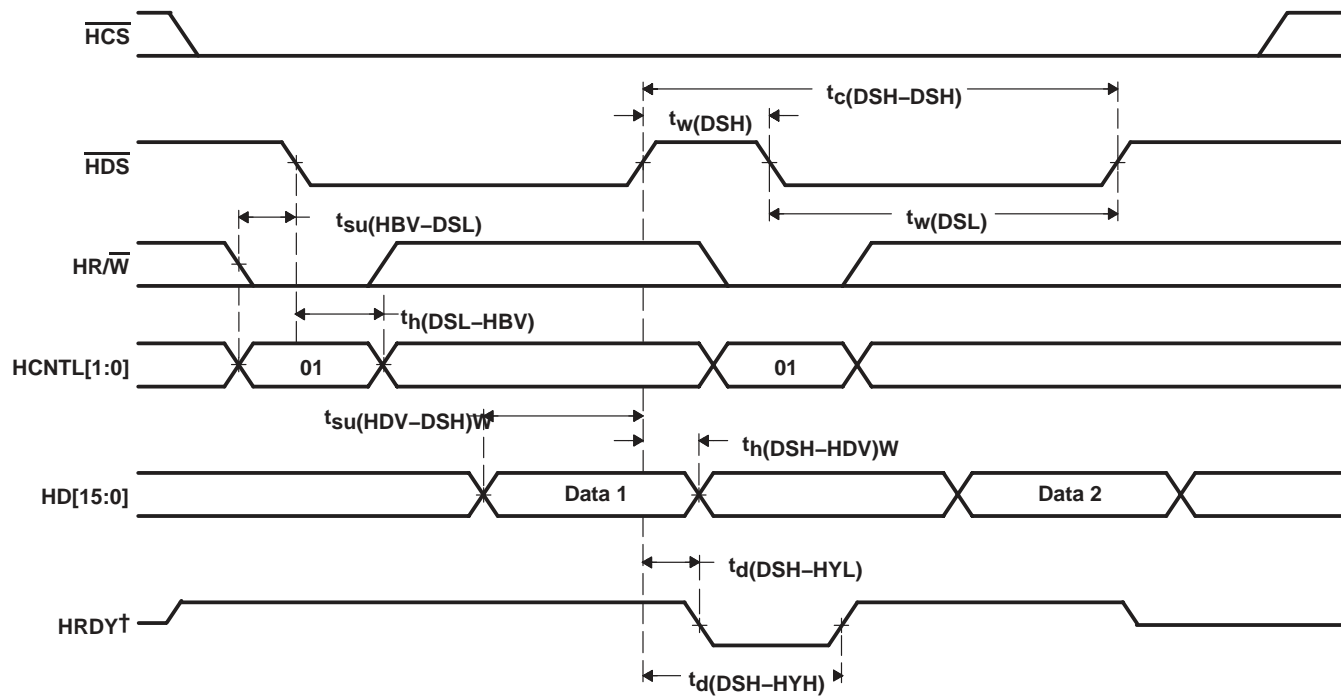 HCS
tc(DSH–DSH)
tw(DSH)
HDS
tsu(HBV–DSL)
tw(DSL)
HR/W
th(DSL–HBV)
HCNTL[1:0]
01
01
tsu(HDV–DSH)W
th(DSH–HDV)W
HD[15:0]
Data 1
Data 2
td(DSH–HYL)
HRDY†
td(DSH–HYH)